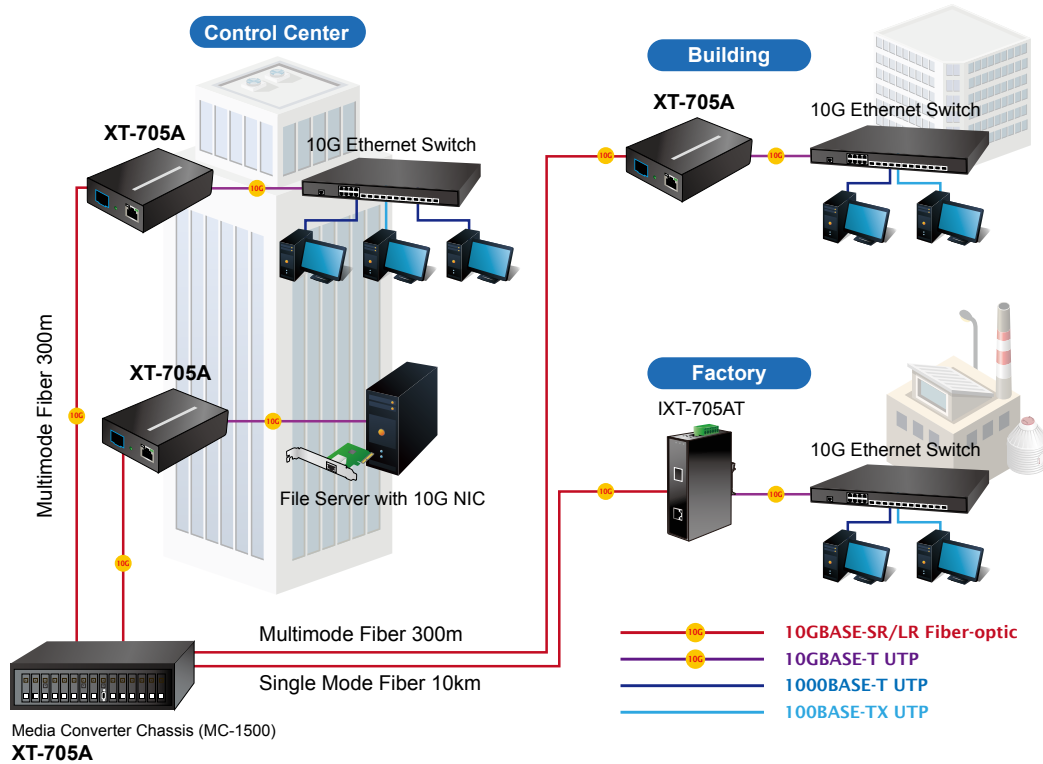 Control Center
Building
XT-705A
10G Ethernet Switch
XT-705A
10G Ethernet Switch
10G
10G
10G
10G
Multimode Fiber 300m
XT-705A
Factory
IXT-705AT
10G Ethernet Switch
10G
10G
File Server with 10G NIC
10G
10G
10G
Multimode Fiber 300m
Single Mode Fiber 10km
10G 10GBASE-SR/LR Fiber-optic
10G 10GBASE-T UTP
1000BASE-T UTP
100BASE-TX UTP
Media Converter Chassis (MC-1500)
XT-705A